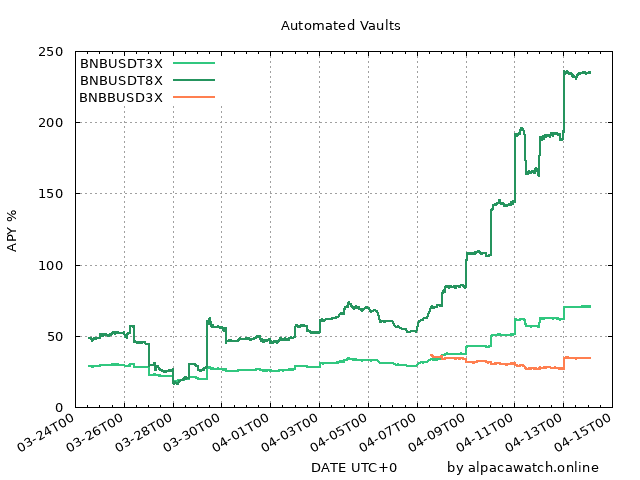 Automated Vaults
BNBUSDT3X
BNBUSDT8X
BNBBUSD3X
APY %
250
200
150
100
50
0
03-24T00
03-26T00
03-28T00
03-30T00
04-01T00
04-03T00
04-05T00
04-07T00
04-09T00
04-11T00
04-13T00
04-15T00
DATE UTC+0
by alpacawatch.online